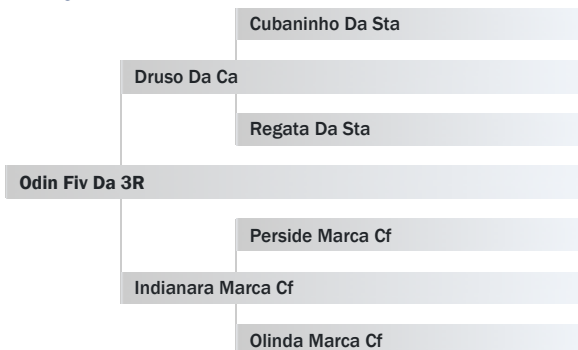 Cubaninho Da Sta
Druso Da Ca
Regata Da Sta
Odin Fiv Da 3R
Perside Marca Cf
Indianara Marca Cf
Olinda Marca Cf